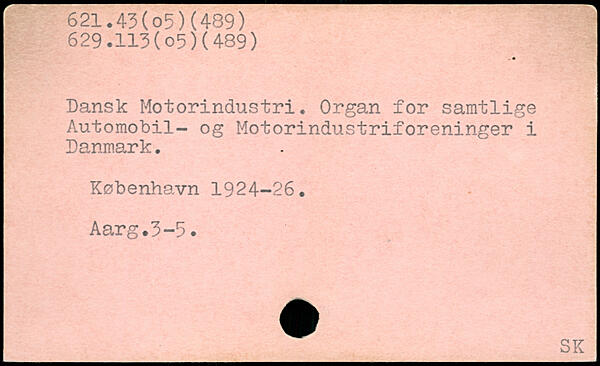 621.43(o5)(489)
629.113(o5)(489)
Dansk Motorindustri. Organ for samtlige
Automobil- og Motorindustriforeninger i
Danmark.
København 1924-26.
Aarg.3-5.
SK